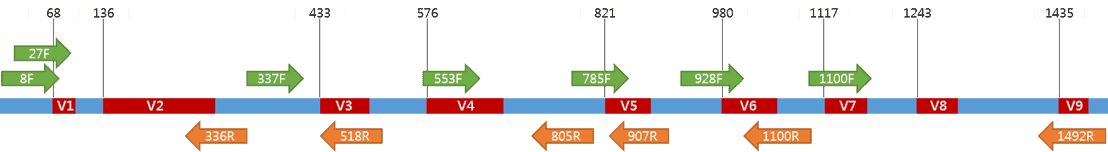 68 136 433 576 821 980 1117 1243 1435
27F
8F 337F 553F 785F 928F 1100F
V1 V2 V3 V4 V5 V6 V7 V8 V9
336R 518R 805R 907R 1100R 1492R